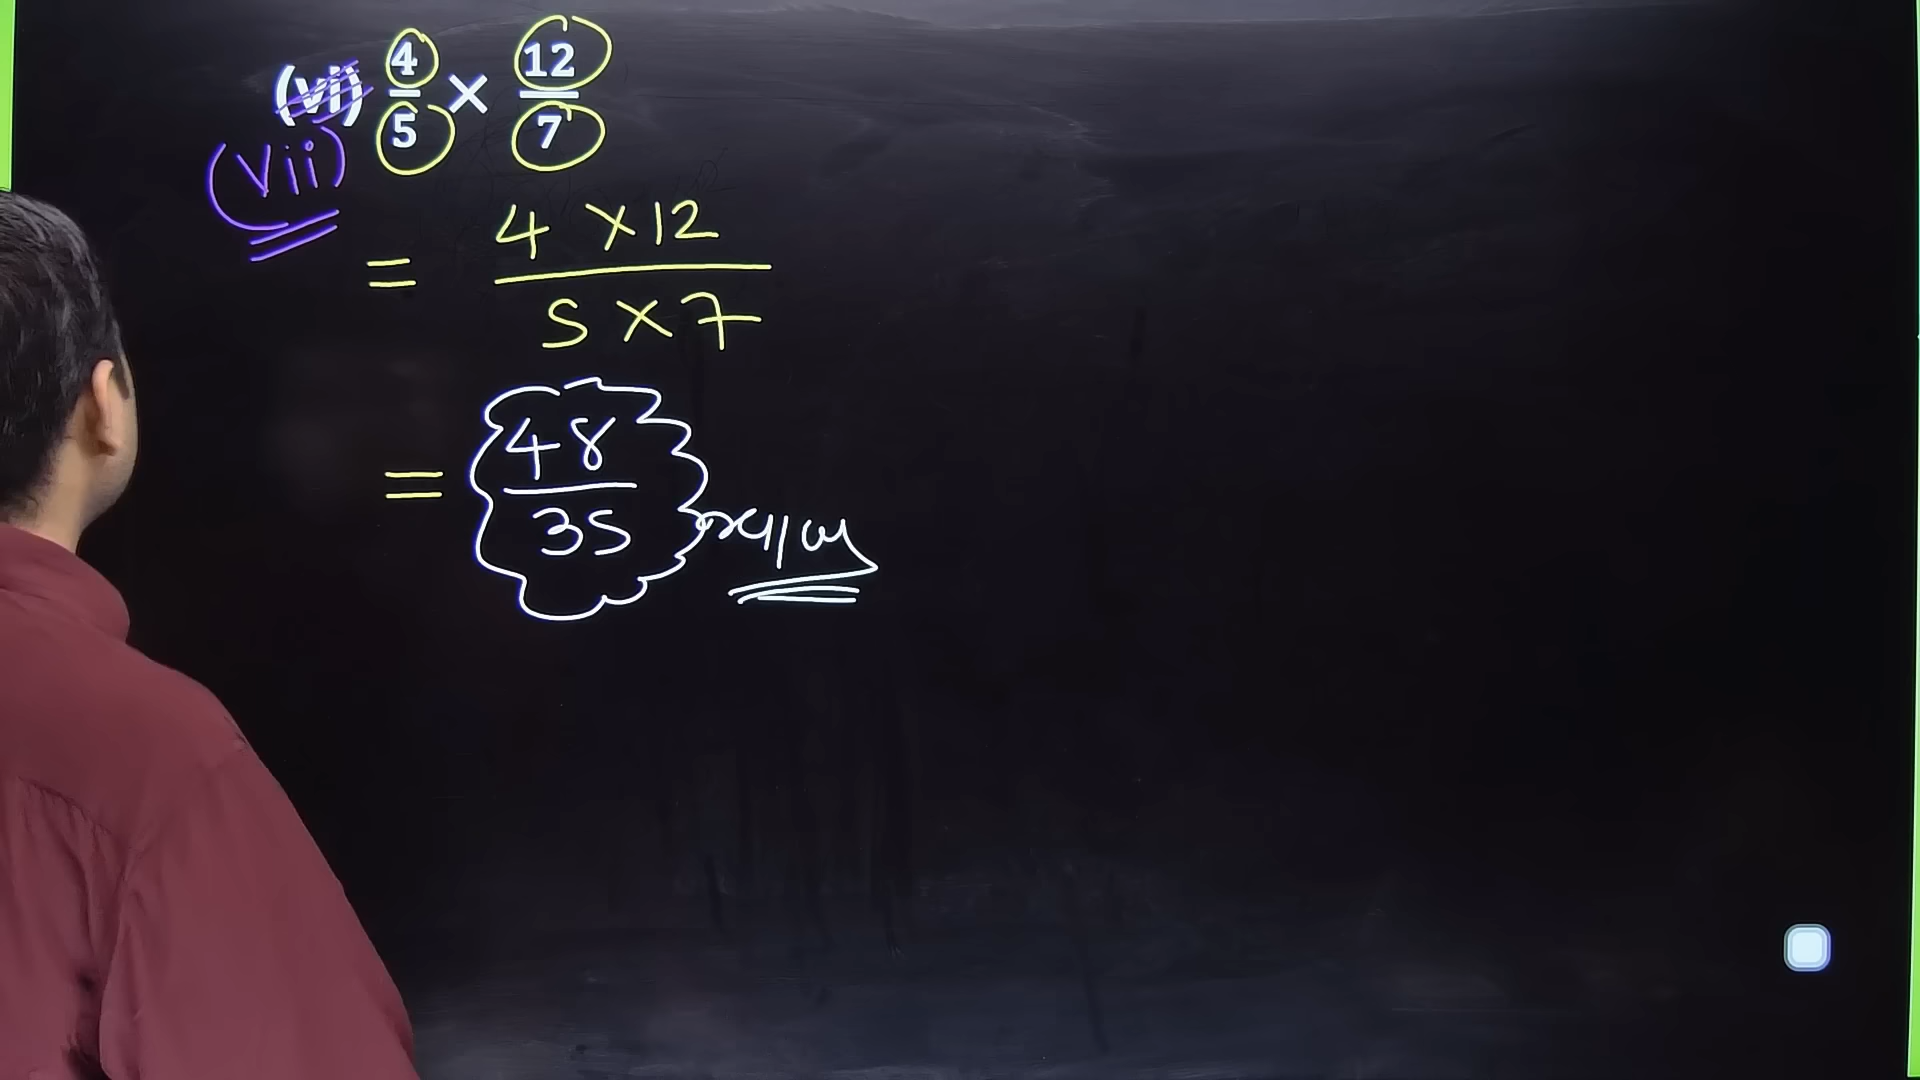 (vi) 4/5 × 12/7
(vii)
= 4 × 12 / 5 × 7
= 48/35